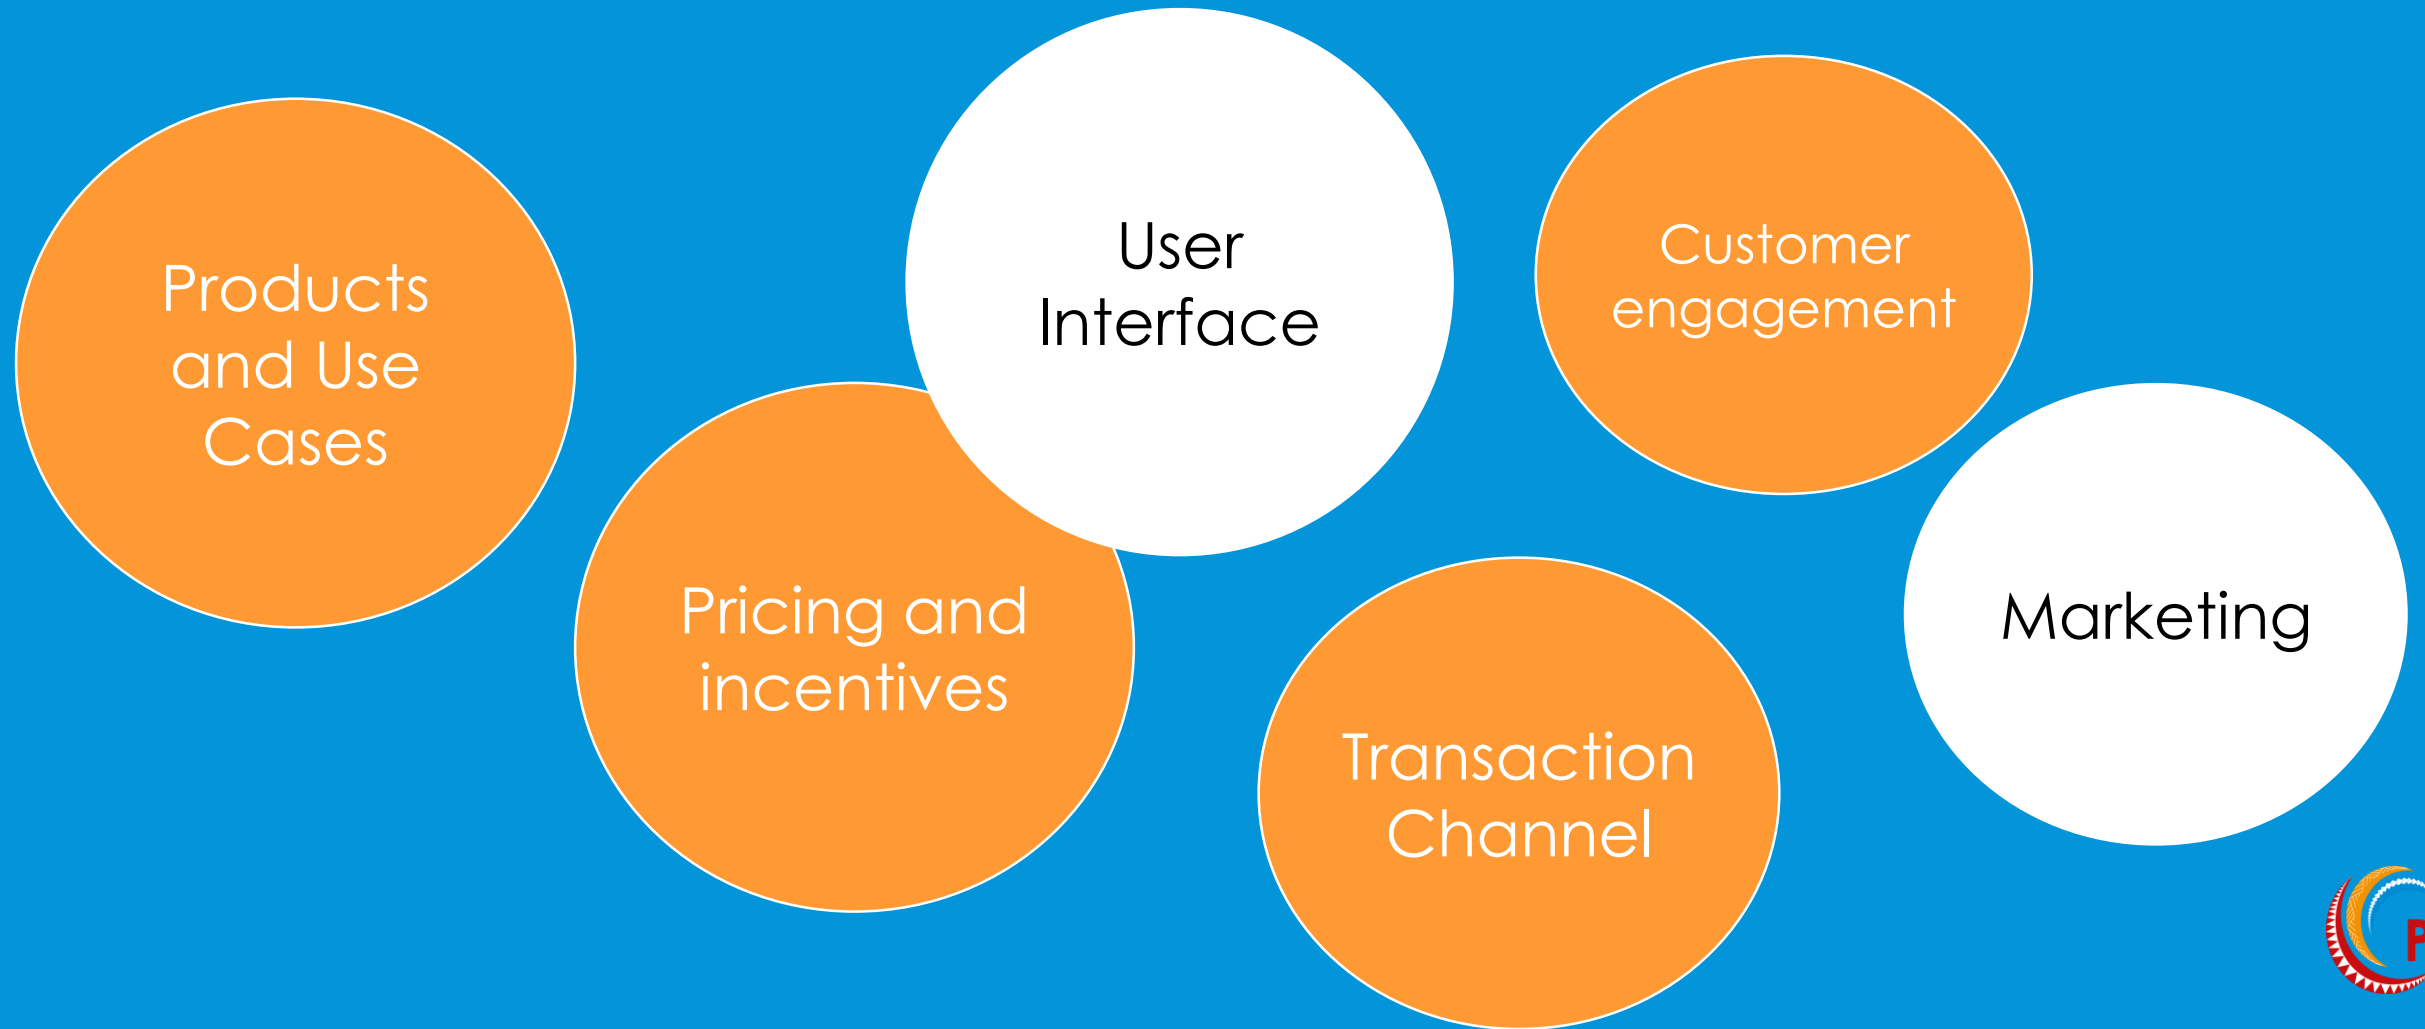 Products
and Use
Cases
Pricing and
incentives
User
Interface
Customer
engagement
Transaction
Channel
Marketing
P